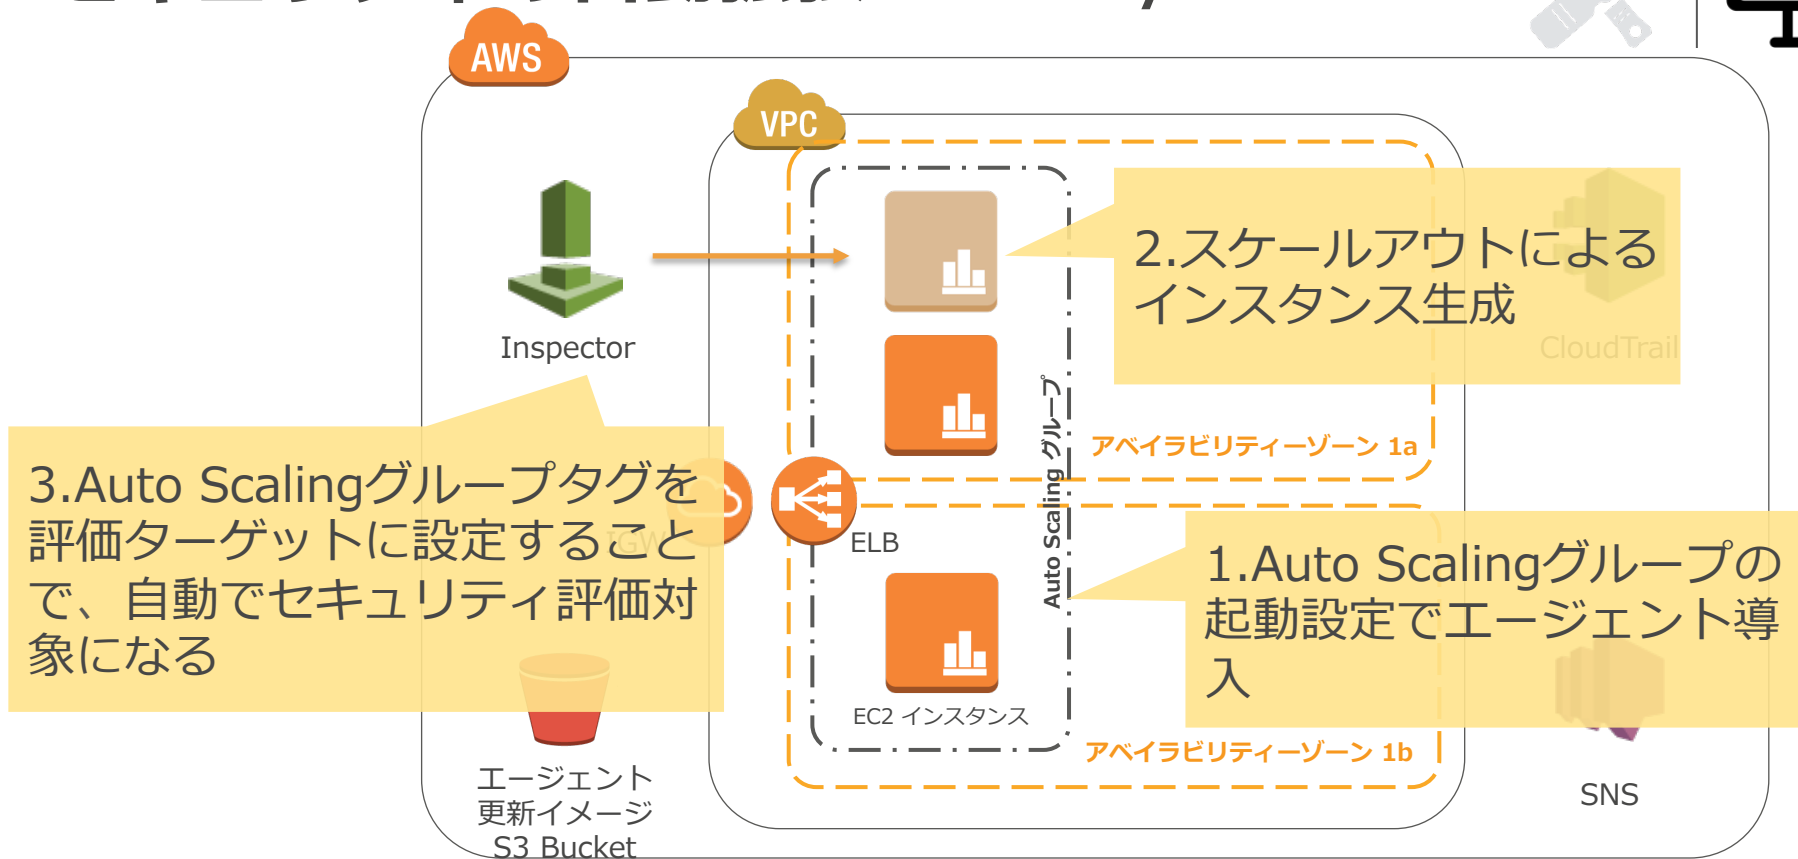 AWS
VPC
2.スケールアウトによる
インスタンス生成
Inspector
CloudTrail
Auto Scaling グループ
アベイラビリティーゾーン 1a
3.Auto Scalingグループタグを
評価ターゲットに設定すること
で、自動でセキュリティ評価対
象になる
IGW
ELB
1.Auto Scalingグループの
起動設定でエージェント導
入
EC2 インスタンス
アベイラビリティーゾーン 1b
エージェント
更新イメージ
S3 Bucket
SNS